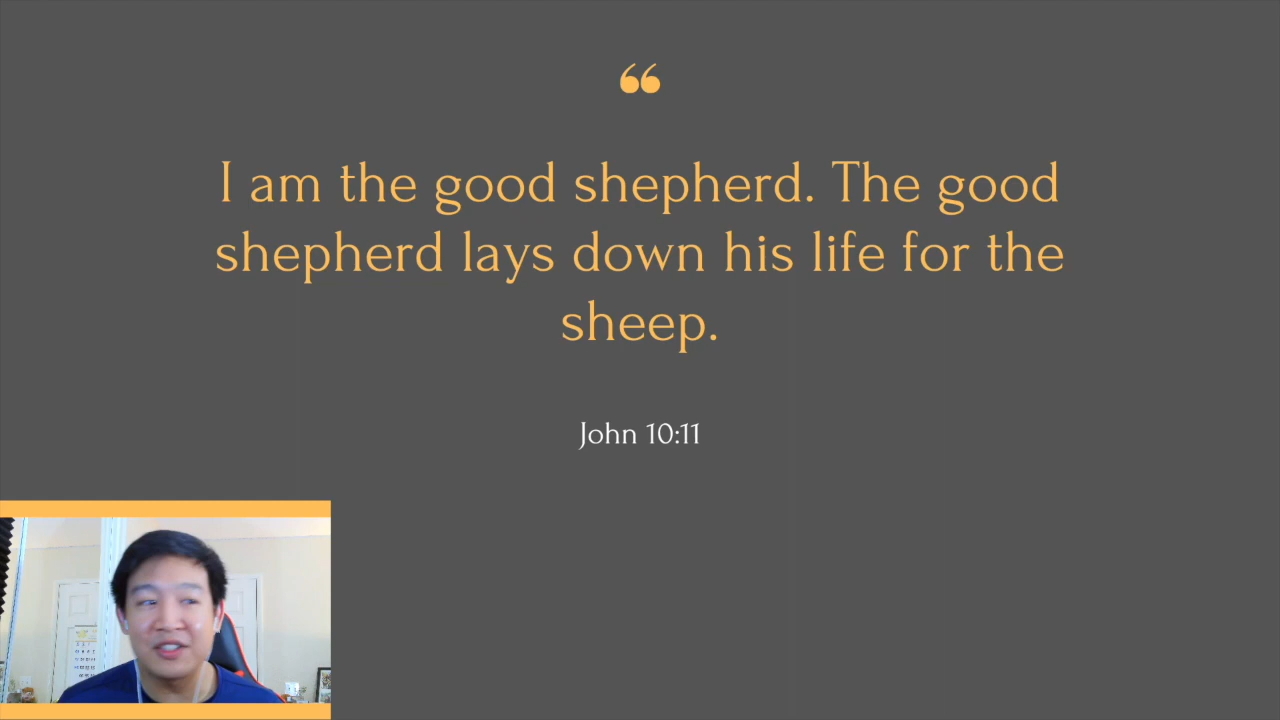 “
I am the good shepherd. The good
shepherd lays down his life for the
sheep.
John 10:11